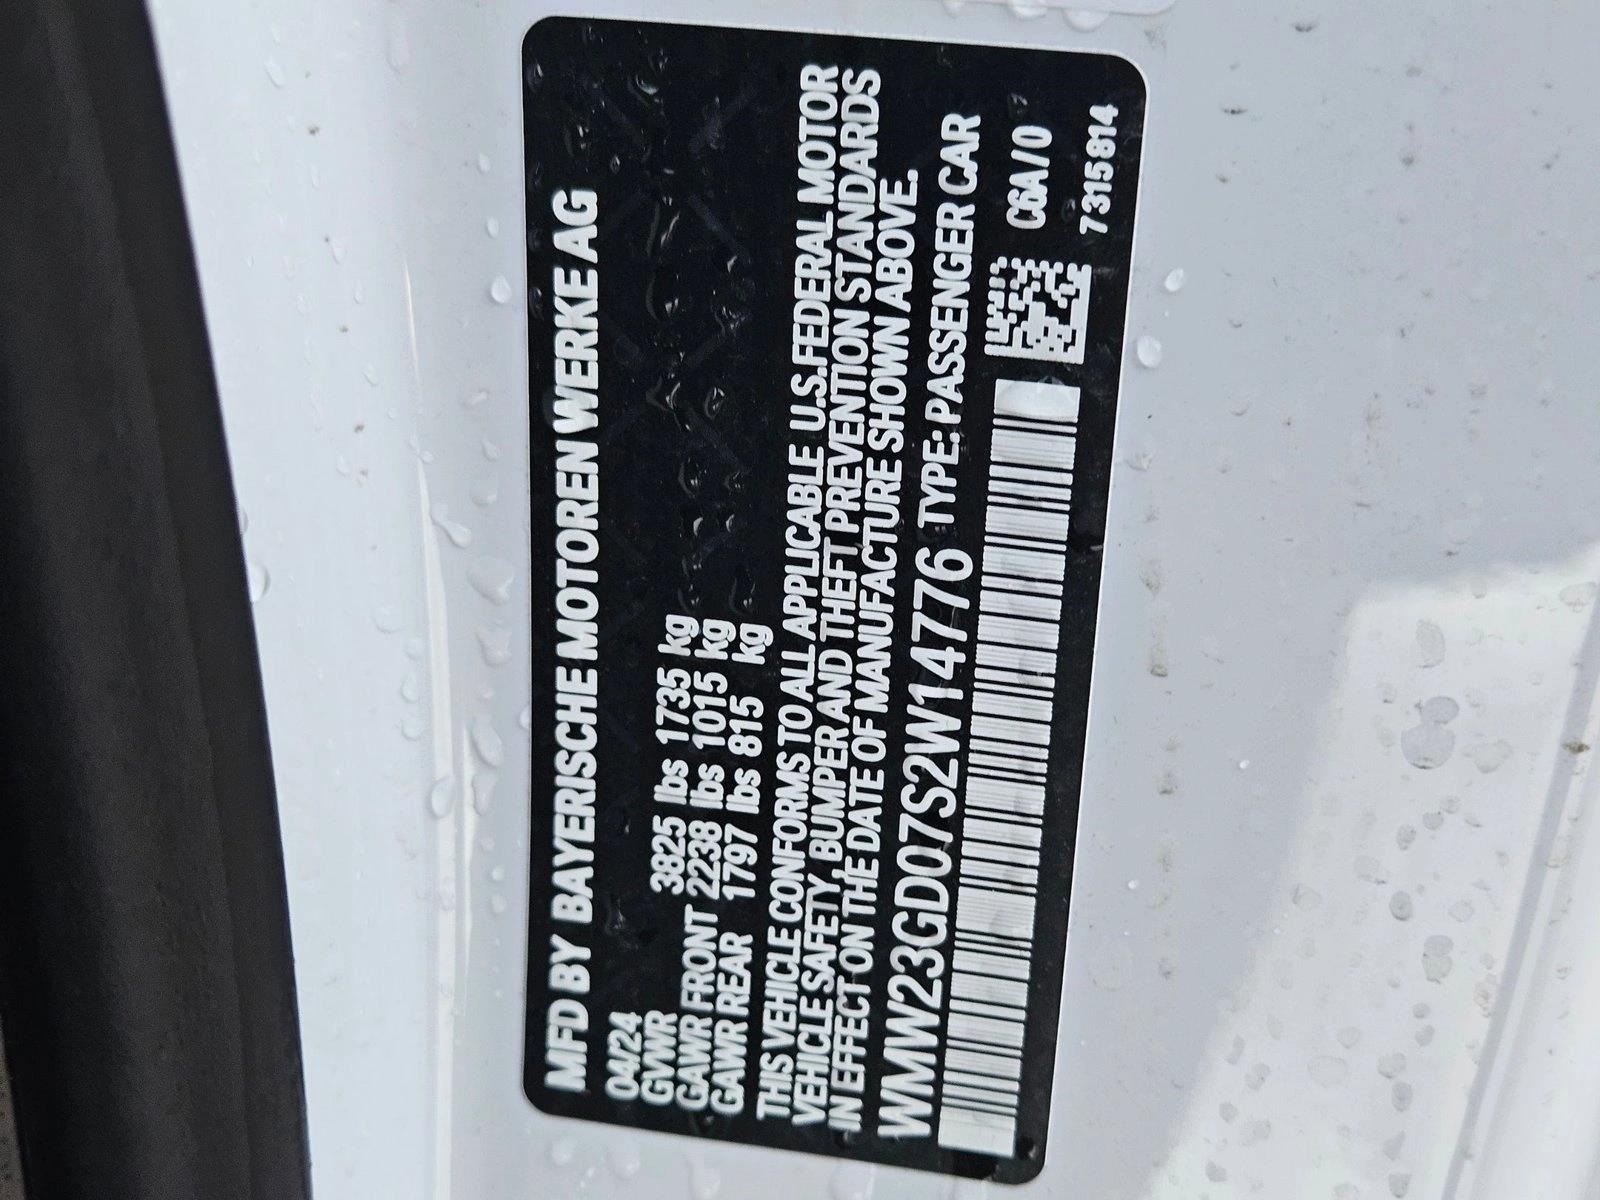 MFD BY BAYERISCHE MOTOREN WERKE AG
04/24
GVWR 3825 lbs 1735 kg
GAWR FRONT 2238 lbs 1015 kg
GAWR REAR 1797 lbs 815 kg
THIS VEHICLE CONFORMS TO ALL APPLICABLE U.S.FEDERAL MOTOR
VEHICLE SAFETY, BUMPER AND THEFT PREVENTION STANDARDS
IN EFFECT ON THE DATE OF MANUFACTURE SHOWN ABOVE.
WMW23GD07S2W14776 TYPE: PASSENGER CAR
C6A/0
7315814